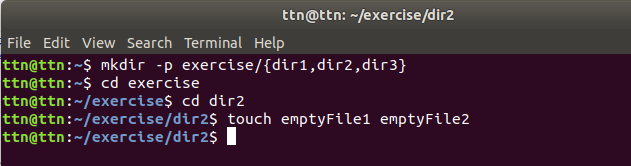 ttn@ttn: ~/exercise/dir2
File Edit View Search Terminal Help
ttn@ttn:~$ mkdir -p exercise/{dir1,dir2,dir3}
ttn@ttn:~$ cd exercise
ttn@ttn:~/exercise$ cd dir2
ttn@ttn:~/exercise/dir2$ touch emptyFile1 emptyFile2
ttn@ttn:~/exercise/dir2$